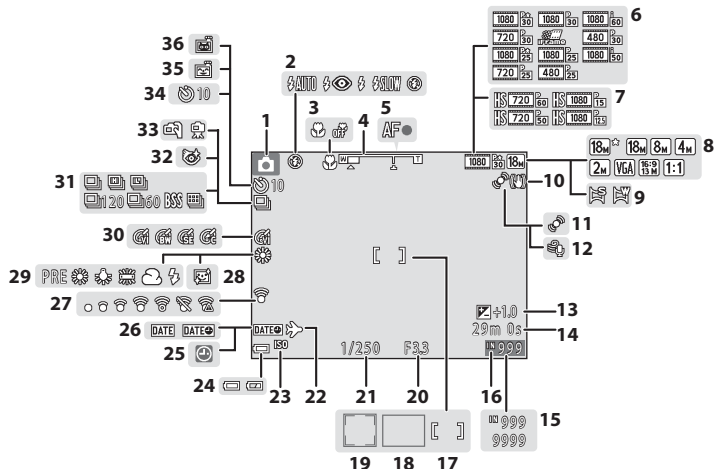 36
2
AUTO
SLOW
6
1080 30
1080 P 30
1080 60
720 P 30
480 P 30
1080 25
1080 P 25
1080 50
720 P 25
480 P 25
35
34
10
3
off
4
5
AF●
7
HS 720 P 60
HS 1080 P 15
HS 720 P 50
HS 1080 P 12.5
33
1
W
T
1080 30
18M
8
18M
18M
8M
4M
2M
VGA
16:9 13M
1:1
32
10
9
31
120
60
BSS
10
11
12
30
29
PRE
28
27
13
+1.0
14
29m 0s
26
DATE
DATE
DATE
25
ISO
1/250
F3.3
IN 999
24
23
22
21
20
16
15
IN 999
9999
19
18
17